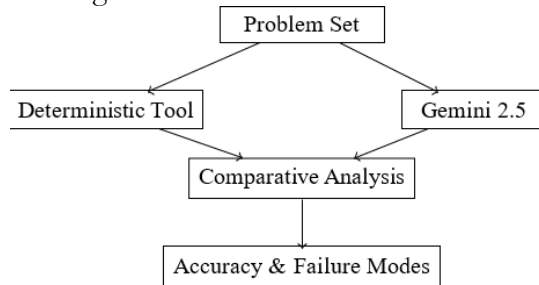 Problem Set
Deterministic Tool
Gemini 2.5
Comparative Analysis
Accuracy & Failure Modes